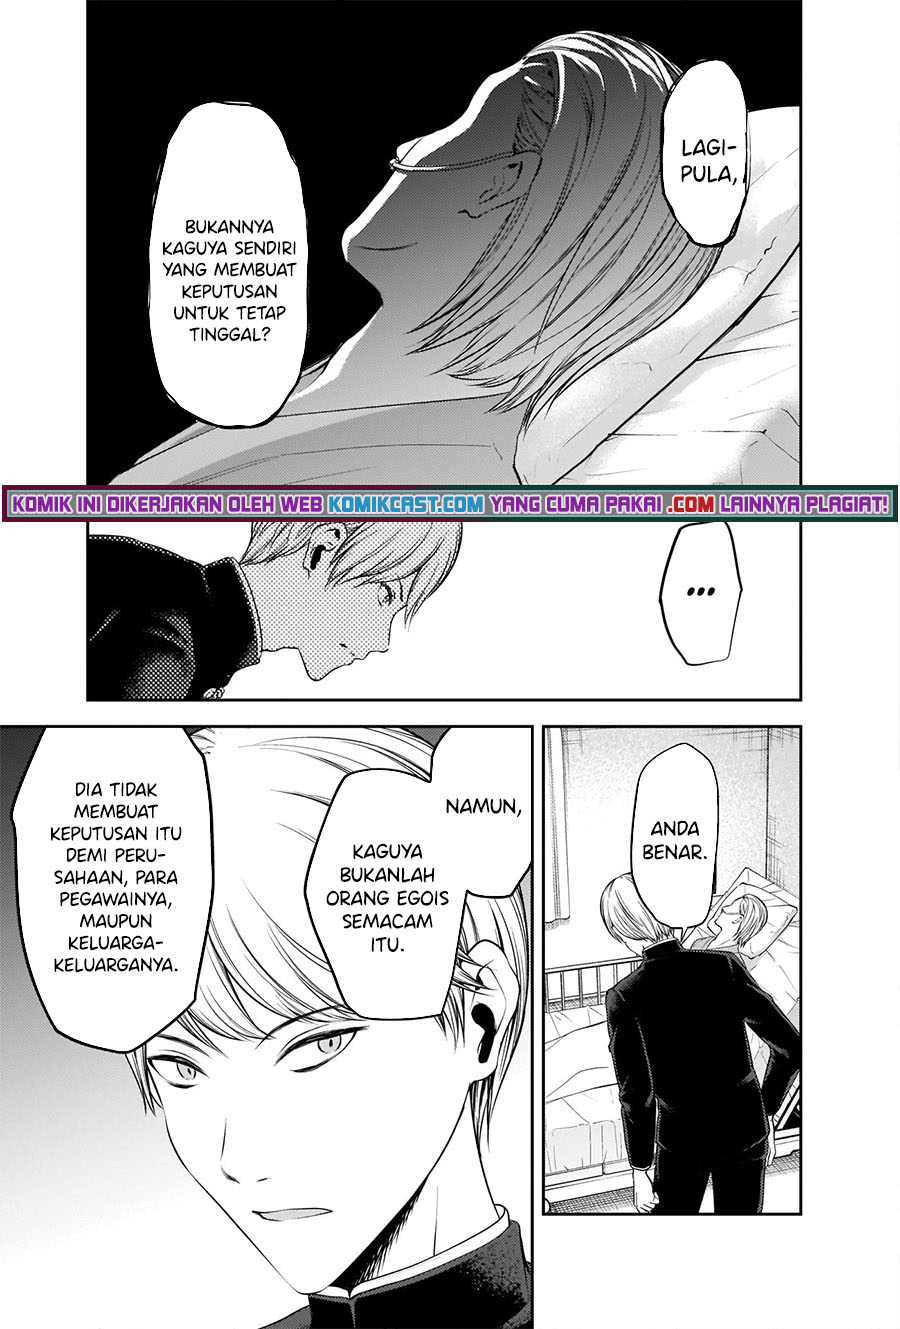 LAGI-
PULA,
BUKANNYA
KAGUYA SENDIRI
YANG MEMBUAT
KEPUTUSAN
UNTUK TETAP
TINGGAL?
KOMIK INI DIKERJAKAN OLEH WEB KOMIKCAST.COM YANG CUMA PAKAI .COM LAINNYA PLAGIAT!
...
ANDA
BENAR.
NAMUN,
KAGUYA
BUKANLAH
ORANG EGOIS
SEMACAM
ITU.
DIA TIDAK
MEMBUAT
KEPUTUSAN ITU
DEMI PERU-
SAHAAN, PARA
PEGAWAINYA,
MAUPUN
KELUARGA-
KELUARGANYA.